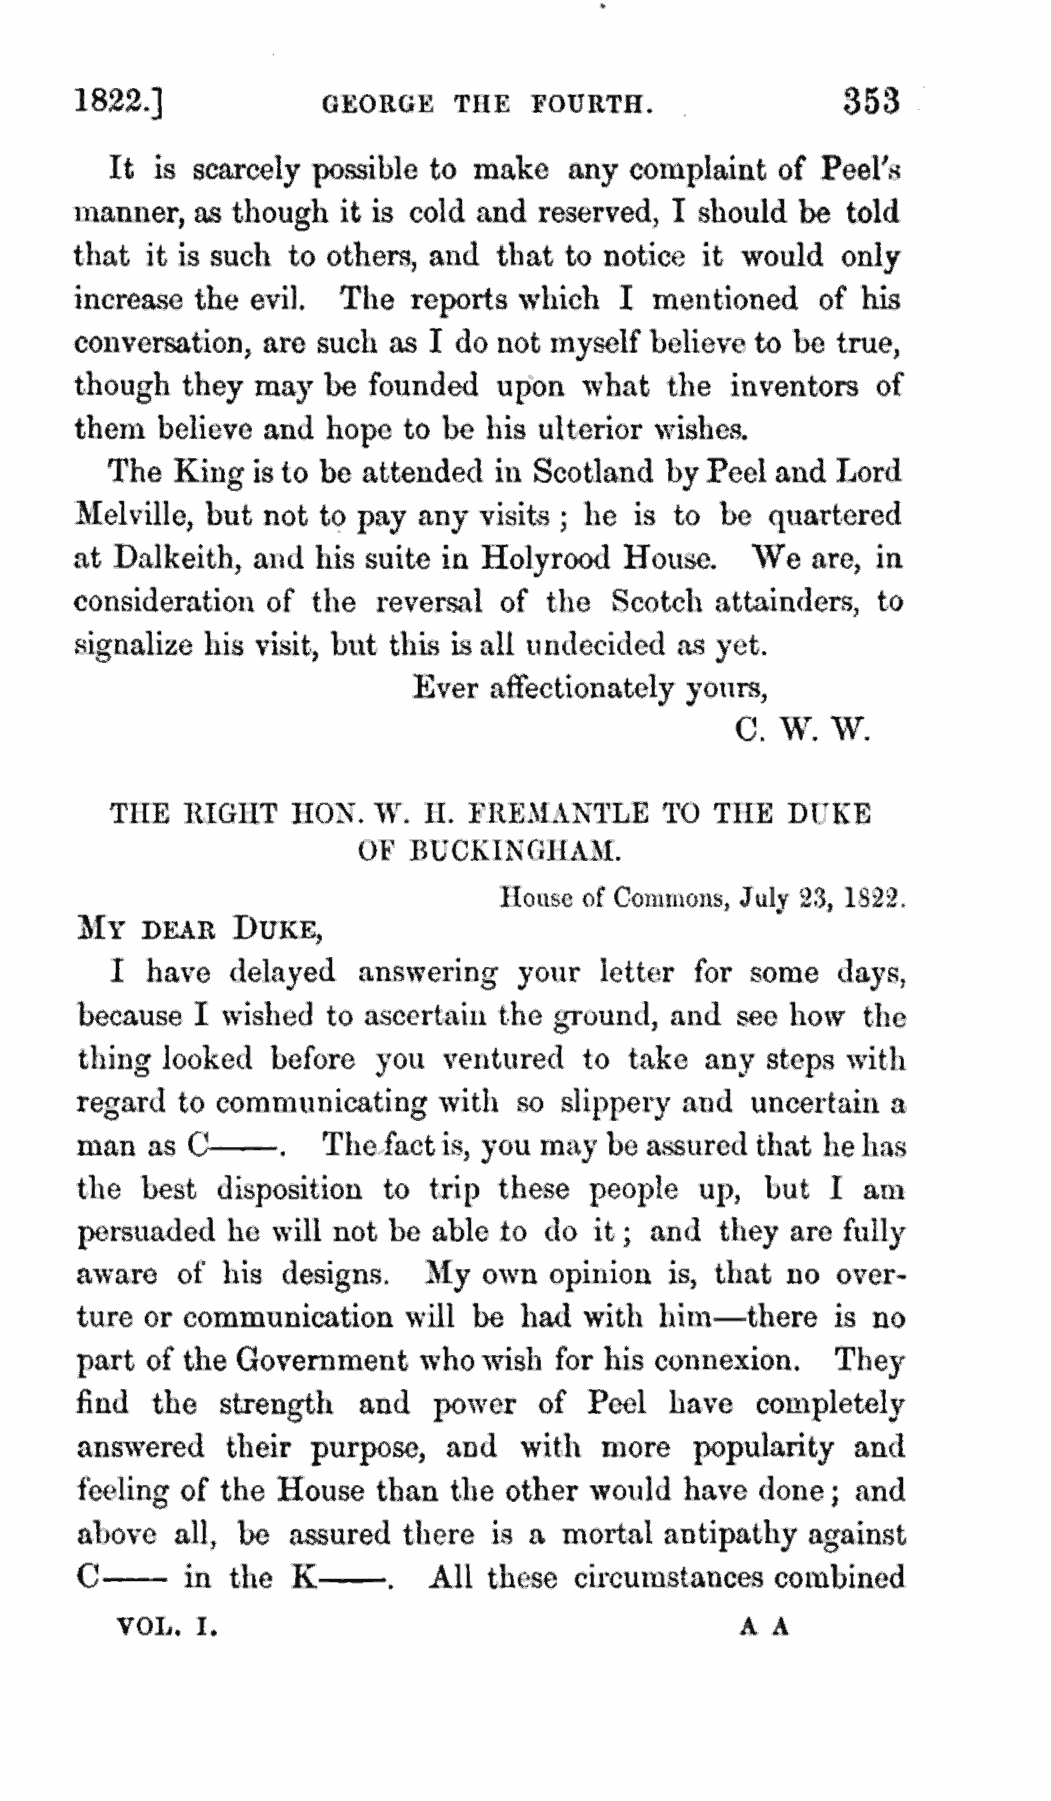 1822.] GEORGE THE FOURTH. 353
It is scarcely possible to make any complaint of Peel's
manner, as though it is cold and reserved, I should be told
that it is such to others, and that to notice it would only
increase the evil. The reports which I mentioned of his
conversation, are such as I do not myself believe to be true,
though they may be founded upon what the inventors of
them believe and hope to be his ulterior wishes.
The King is to be attended in Scotland by Peel and Lord
Melville, but not to pay any visits ; he is to be quartered
at Dalkeith, and his suite in Holyrood House. We are, in
consideration of the reversal of the Scotch attainders, to
signalize his visit, but this is all undecided as yet.
Ever affectionately yours,
C. W. W.
THE RIGHT HON. W. H. FREMANTLE TO THE DUKE
OF BUCKINGHAM.
House of Commons, July 23, 1822.
MY DEAR DUKE,
I have delayed answering your letter for some days,
because I wished to ascertain the ground, and see how the
thing looked before you ventured to take any steps with
regard to communicating with so slippery and uncertain a
man as C——. The fact is, you may be assured that he has
the best disposition to trip these people up, but I am
persuaded he will not be able to do it ; and they are fully
aware of his designs. My own opinion is, that no over-
ture or communication will be had with him—there is no
part of the Government who wish for his connexion. They
find the strength and power of Peel have completely
answered their purpose, and with more popularity and
feeling of the House than the other would have done ; and
above all, be assured there is a mortal antipathy against
C—— in the K——. All these circumstances combined
VOL. I. A A